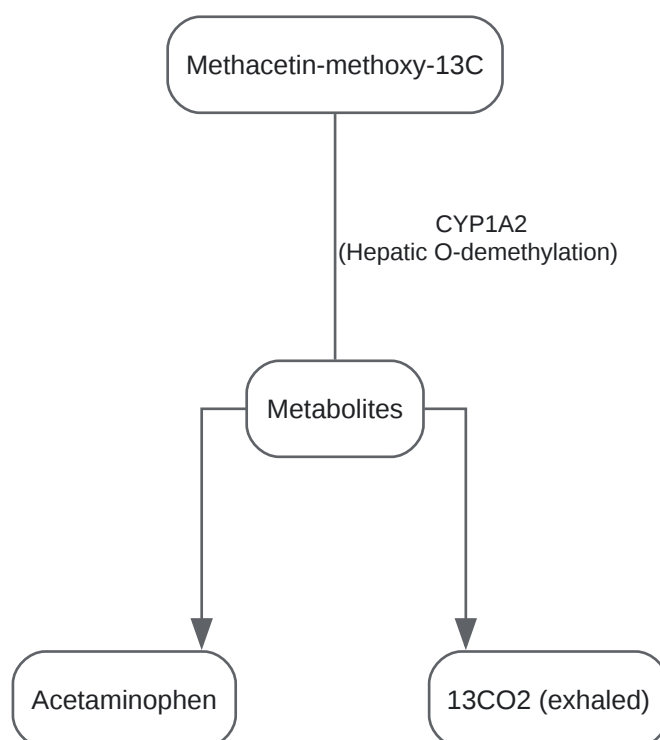 Methacetin-methoxy-13C
CYP1A2
(Hepatic O-demethylation)
Metabolites
Acetaminophen
13CO2 (exhaled)